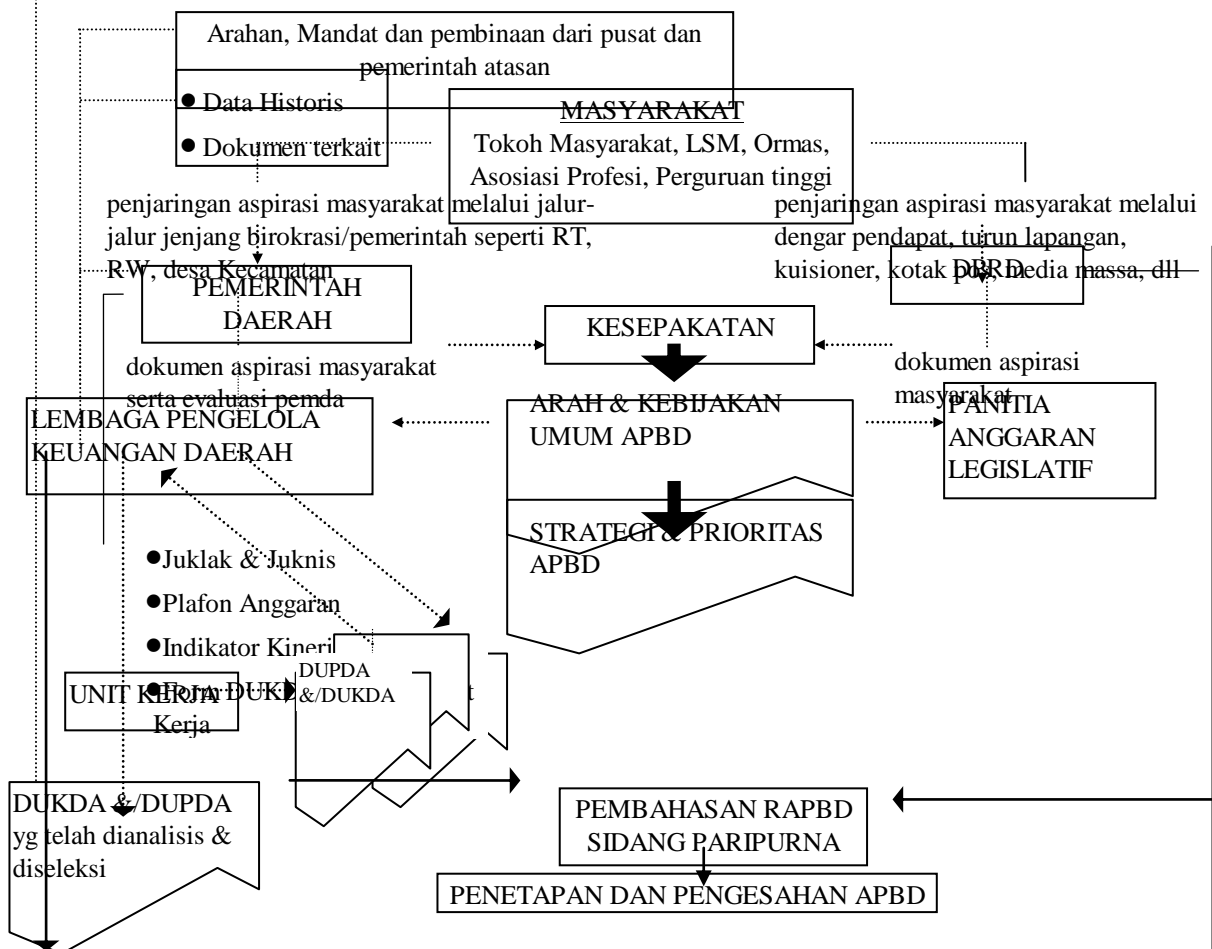 Arahan, Mandat dan pembinaan dari pusat dan
pemerintah atasan
● Data Historis
● Dokumen terkait
MASYARAKAT
Tokoh Masyarakat, LSM, Ormas,
Asosiasi Profesi, Perguruan tinggi
penjaringan aspirasi masyarakat melalui jalur-
jalur jenjang birokrasi/pemerintah seperti RT,
RW, desa Kecamatan
penjaringan aspirasi masyarakat melalui
dengar pendapat, turun lapangan,
kuisioner, kotak pos, media massa, dll
PEMERINTAH
DAERAH
DPRD
KESEPAKATAN
dokumen aspirasi masyarakat
serta evaluasi pemda
dokumen aspirasi
masyarakat
LEMBAGA PENGELOLA
KEUANGAN DAERAH
ARAH & KEBIJAKAN
UMUM APBD
PANITIA
ANGGARAN
LEGISLATIF
STRATEGI & PRIORITAS
APBD
●Juklak & Juknis
●Plafon Anggaran
●Indikator Kinerj
●Form DUKD
Kerja
UNIT KERJA
DUPDA
&/DUKDA
DUKDA &/DUPDA
yg telah dianalisis &
diseleksi
PEMBAHASAN RAPBD
SIDANG PARIPURNA
PENETAPAN DAN PENGESAHAN APBD